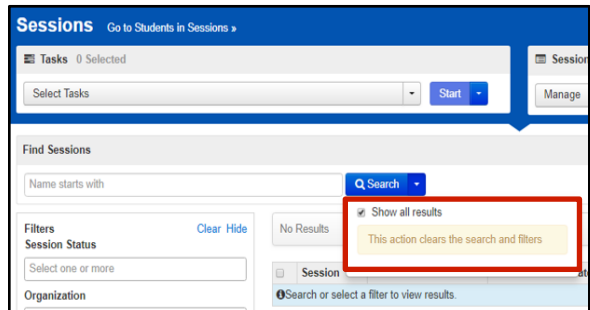 Sessions Go to Students in Sessions »
Tasks 0 Selected
Session
Select Tasks
Start
Manage
Find Sessions
Name starts with
Search
Show all results
This action clears the search and filters
Filters Clear Hide
Session Status
Select one or more
Organization
No Results
Session
Search or select a filter to view results.